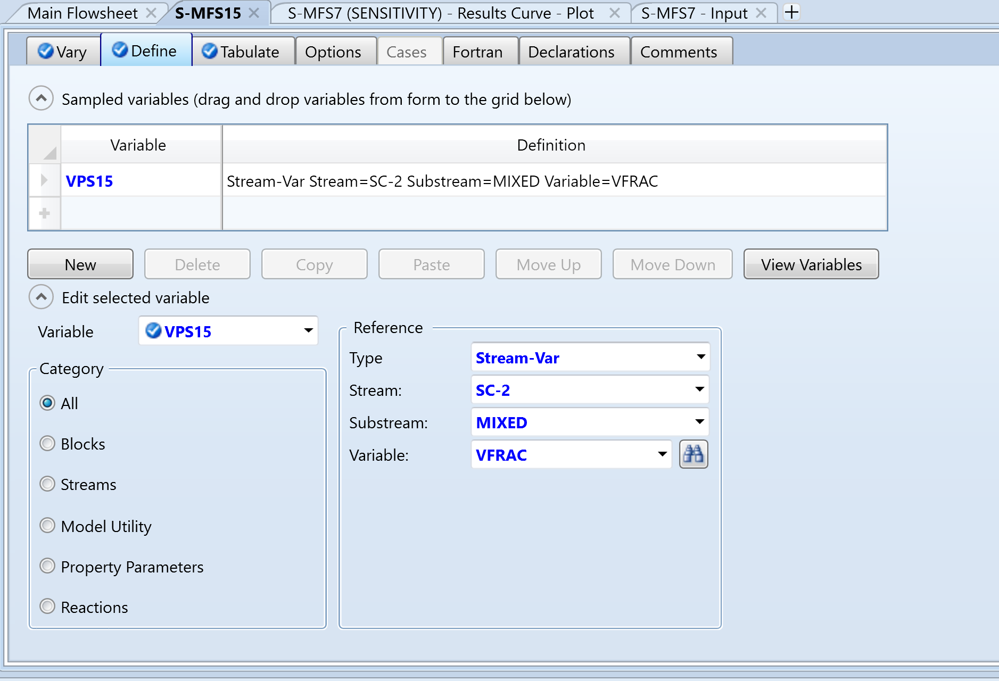 Main Flowsheet S-MFS15 S-MFS7 (SENSITIVITY) - Results Curve - Plot S-MFS7 - Input
Vary Define Tabulate Options Cases Fortran Declarations Comments
Sampled variables (drag and drop variables from form to the grid below)
Variable Definition
VPS15 Stream-Var Stream=SC-2 Substream=MIXED Variable=VFRAC
New Delete Copy Paste Move Up Move Down View Variables
Edit selected variable
Variable VPS15
Category
All
Blocks
Streams
Model Utility
Property Parameters
Reactions
Reference
Type Stream-Var
Stream: SC-2
Substream: MIXED
Variable: VFRAC